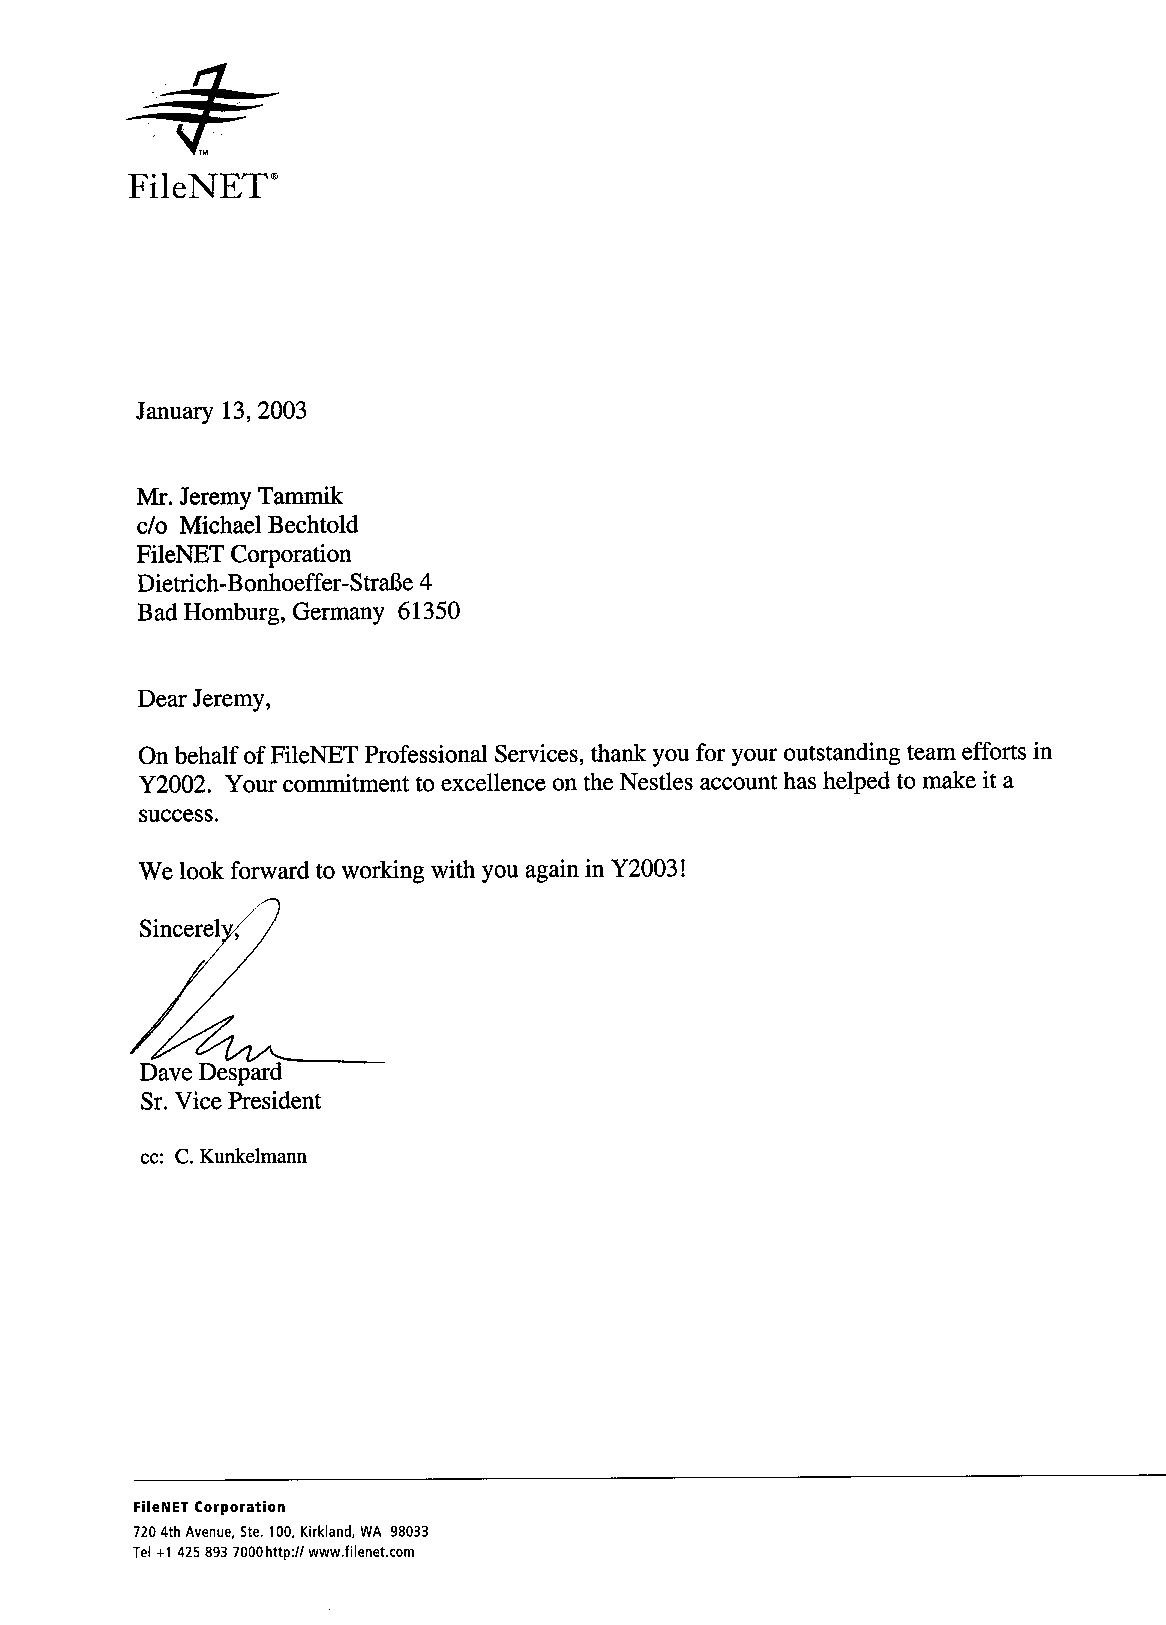 TM
FileNET®
January 13, 2003
Mr. Jeremy Tammik
c/o  Michael Bechtold
FileNET Corporation
Dietrich-Bonhoeffer-Straße 4
Bad Homburg, Germany  61350
Dear Jeremy,
On behalf of FileNET Professional Services, thank you for your outstanding team efforts in
Y2002.  Your commitment to excellence on the Nestles account has helped to make it a
success.
We look forward to working with you again in Y2003!
Sincerely,
Dave Despard
Sr. Vice President
cc:  C. Kunkelmann
FileNET Corporation
720 4th Avenue, Ste. 100, Kirkland, WA  98033
Tel +1 425 893 7000 http:// www.filenet.com